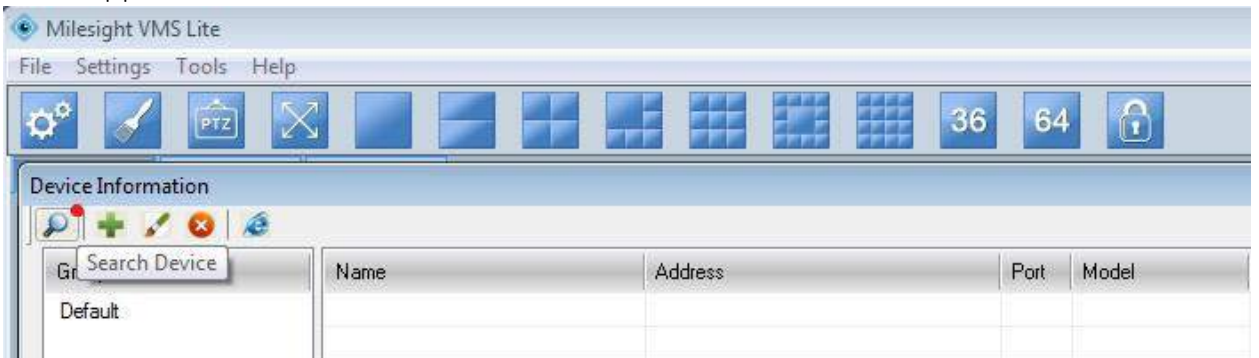 Milesight VMS Lite
File Settings Tools Help
PTZ 36 64
Device Information
Search Device
Name Address Port Model
Default